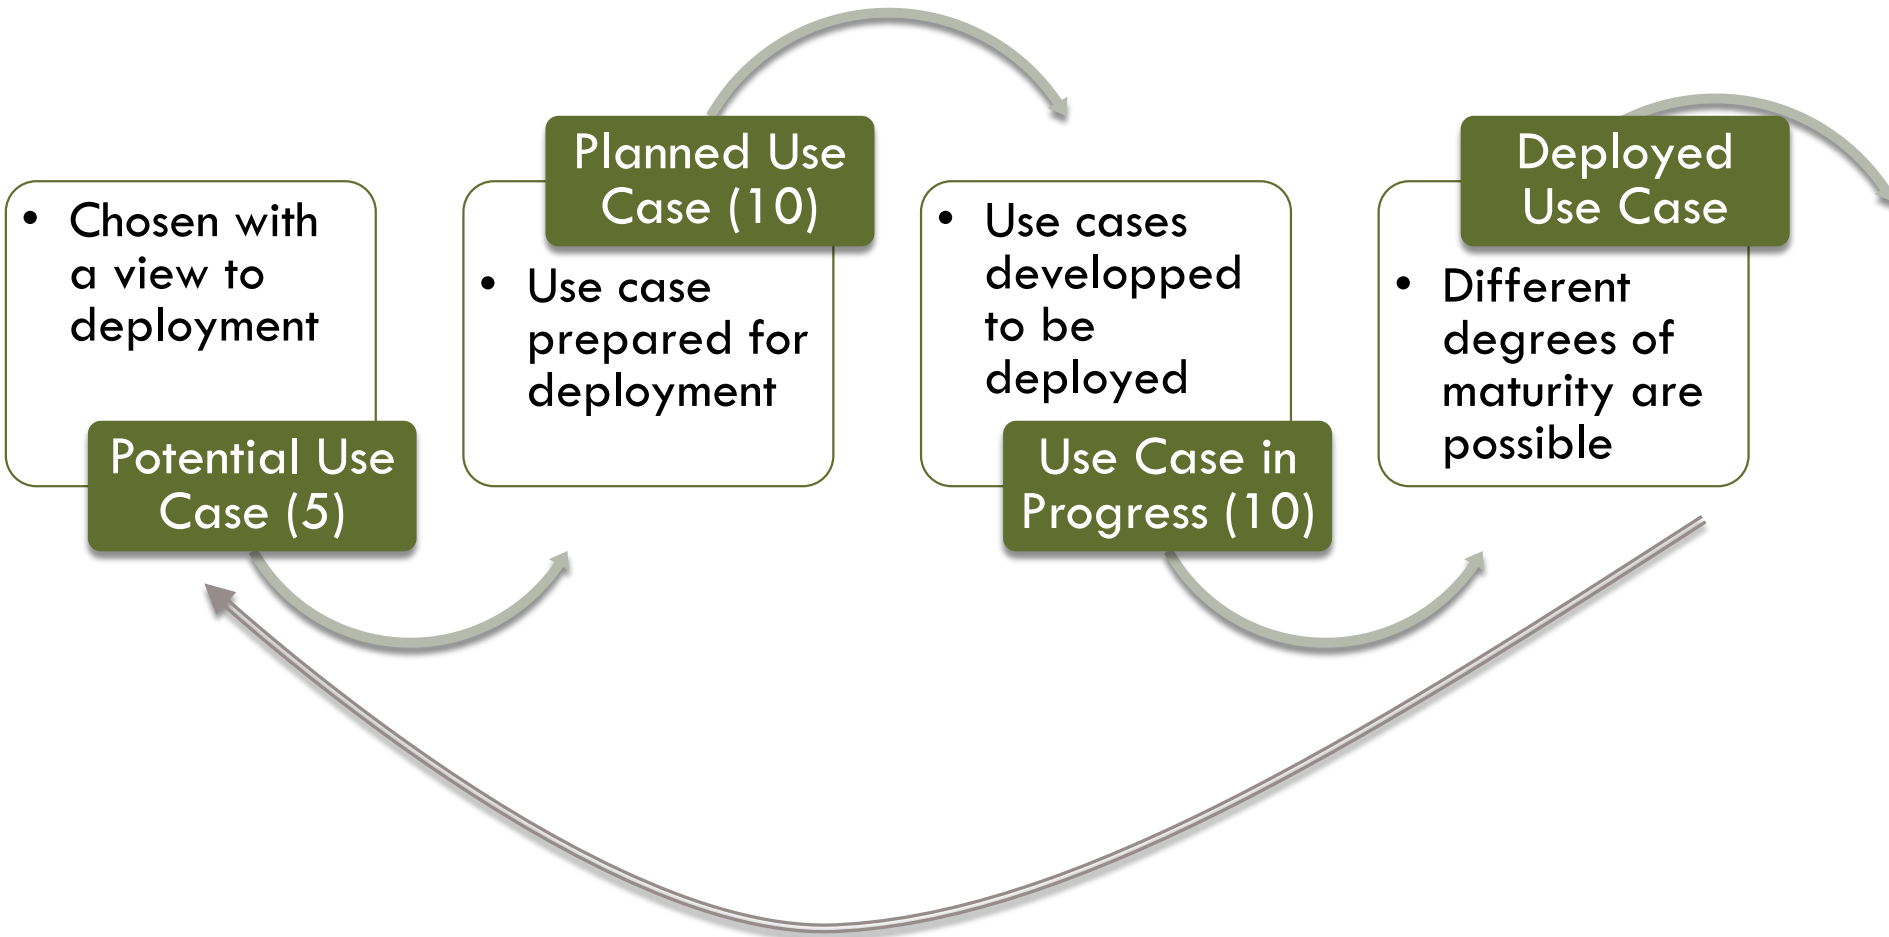 • Chosen with
a view to
deployment
Potential Use
Case (5)
Planned Use
Case (10)
• Use case
prepared for
deployment
• Use cases
developped
to be
deployed
Use Case in
Progress (10)
Deployed
Use Case
• Different
degrees of
maturity are
possible